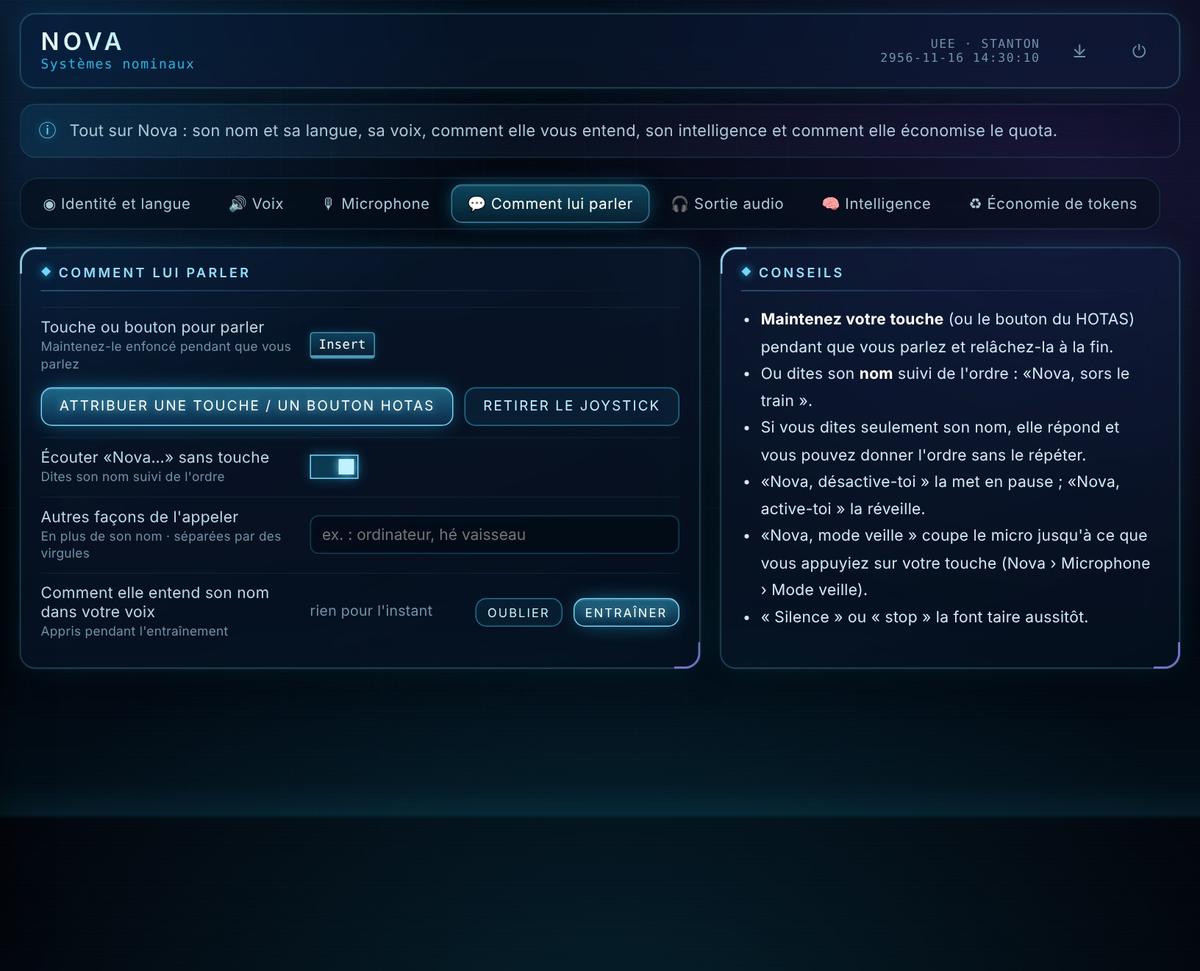 NOVA
Systèmes nominaux
UEE · STANTON
2956-11-16 14:30:10
Tout sur Nova : son nom et sa langue, sa voix, comment elle vous entend, son intelligence et comment elle économise le quota.
Identité et langue
Voix
Microphone
Comment lui parler
Sortie audio
Intelligence
Économie de tokens
COMMENT LUI PARLER
Touche ou bouton pour parler
Maintenez-le enfoncé pendant que vous
parlez
Insert
ATTRIBUER UNE TOUCHE / UN BOUTON HOTAS
RETIRER LE JOYSTICK
Écouter «Nova...» sans touche
Dites son nom suivi de l'ordre
Autres façons de l'appeler
En plus de son nom · séparées par des
virgules
ex. : ordinateur, hé vaisseau
Comment elle entend son nom
dans votre voix
Appris pendant l'entraînement
rien pour l'instant
OUBLIER
ENTRAÎNER
CONSEILS
• Maintenez votre touche (ou le bouton du HOTAS)
pendant que vous parlez et relâchez-la à la fin.
• Ou dites son nom suivi de l'ordre : «Nova, sors le
train ».
• Si vous dites seulement son nom, elle répond et
vous pouvez donner l'ordre sans le répéter.
• «Nova, désactive-toi » la met en pause ; «Nova,
active-toi » la réveille.
• «Nova, mode veille » coupe le micro jusqu'à ce que
vous appuyiez sur votre touche (Nova › Microphone
› Mode veille).
• « Silence » ou « stop » la font taire aussitôt.